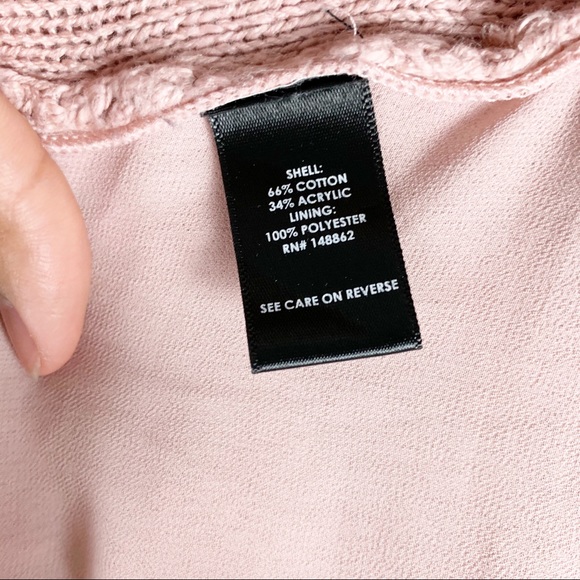 SHELL:
66% COTTON
34% ACRYLIC
LINING:
100% POLYESTER
RN# 148862
SEE CARE ON REVERSE